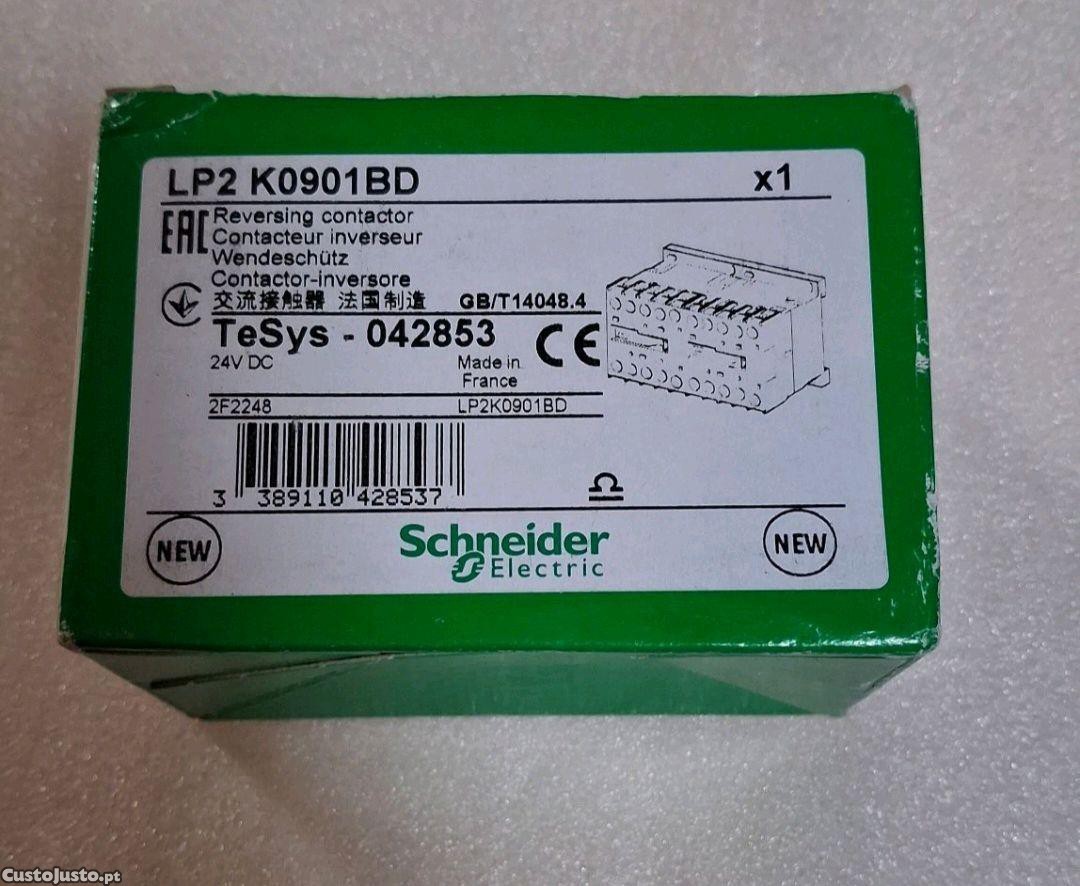 LP2 K0901BD x1
EAC Reversing contactor
Contacteur inverseur
Wendeschütz
Contactor-inversore
交流接触器 法国制造 GB/T14048.4
TeSys - 042853 CE
24V DC Made in
France
2F2248 LP2K0901BD
3 389110 428537
NEW Schneider NEW
Electric
CustoJusto.pt